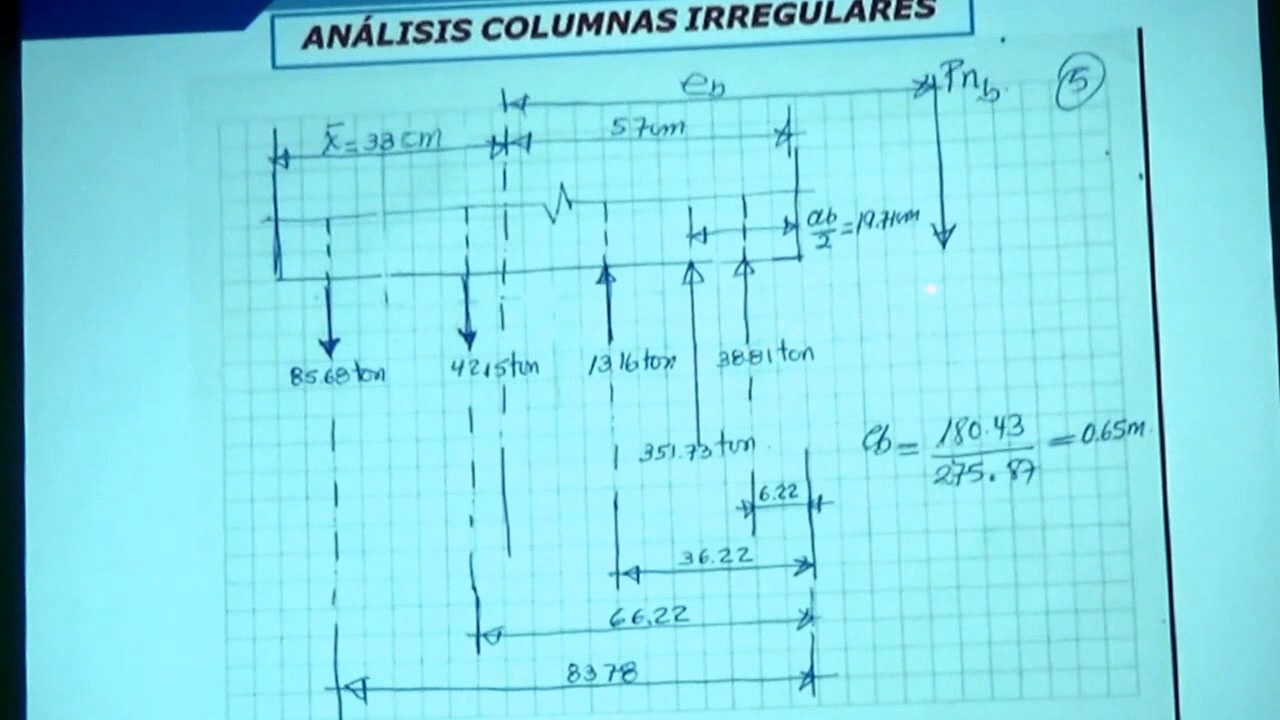 ANÁLISIS COLUMNAS IRREGULARES
5
eb
Pnb
x̄ = 33 cm
57cm
ab/2 = 19.71cm
85.68 ton
42.15 ton
13.16 ton
38.81 ton
351.73 ton
eb = 180.43 / 275.87 = 0.65m.
6.22
36.22
66.22
83.78